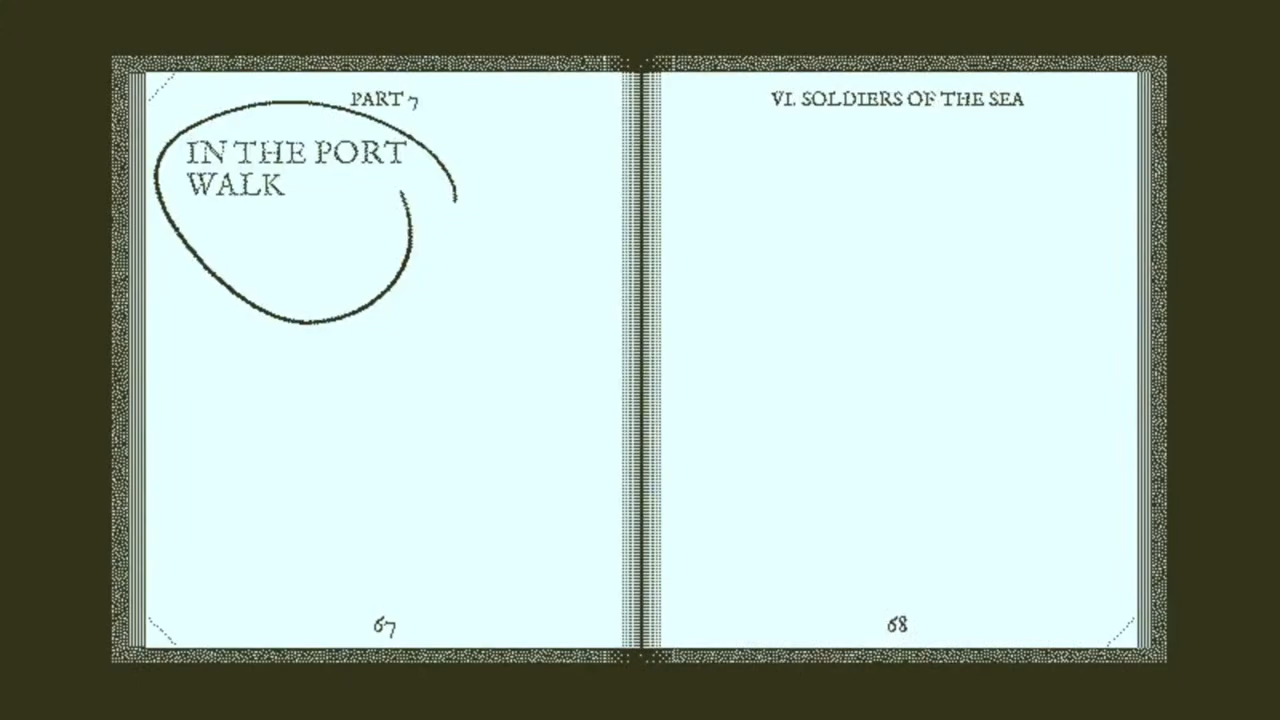 PART 7
IN THE PORT
WALK
67
VI. SOLDIERS OF THE SEA
68